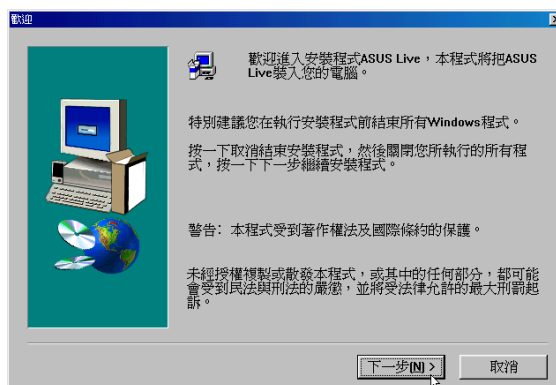 歡迎
歡迎進入安裝程式ASUS Live，本程式將把ASUS
Live裝入您的電腦。
特別建議您在執行安裝程式前結束所有Windows程式。
按一下取消結束安裝程式，然後關閉您所執行的所有程
式，按一下下一步繼續安裝程式。
警告: 本程式受到著作權法及國際條約的保護。
未經授權複製或散發本程式，或其中的任何部分，都可能
會受到民法與刑法的嚴懲，並將受法律允許的最大刑罰起
訴。
下一步(N) >
取消